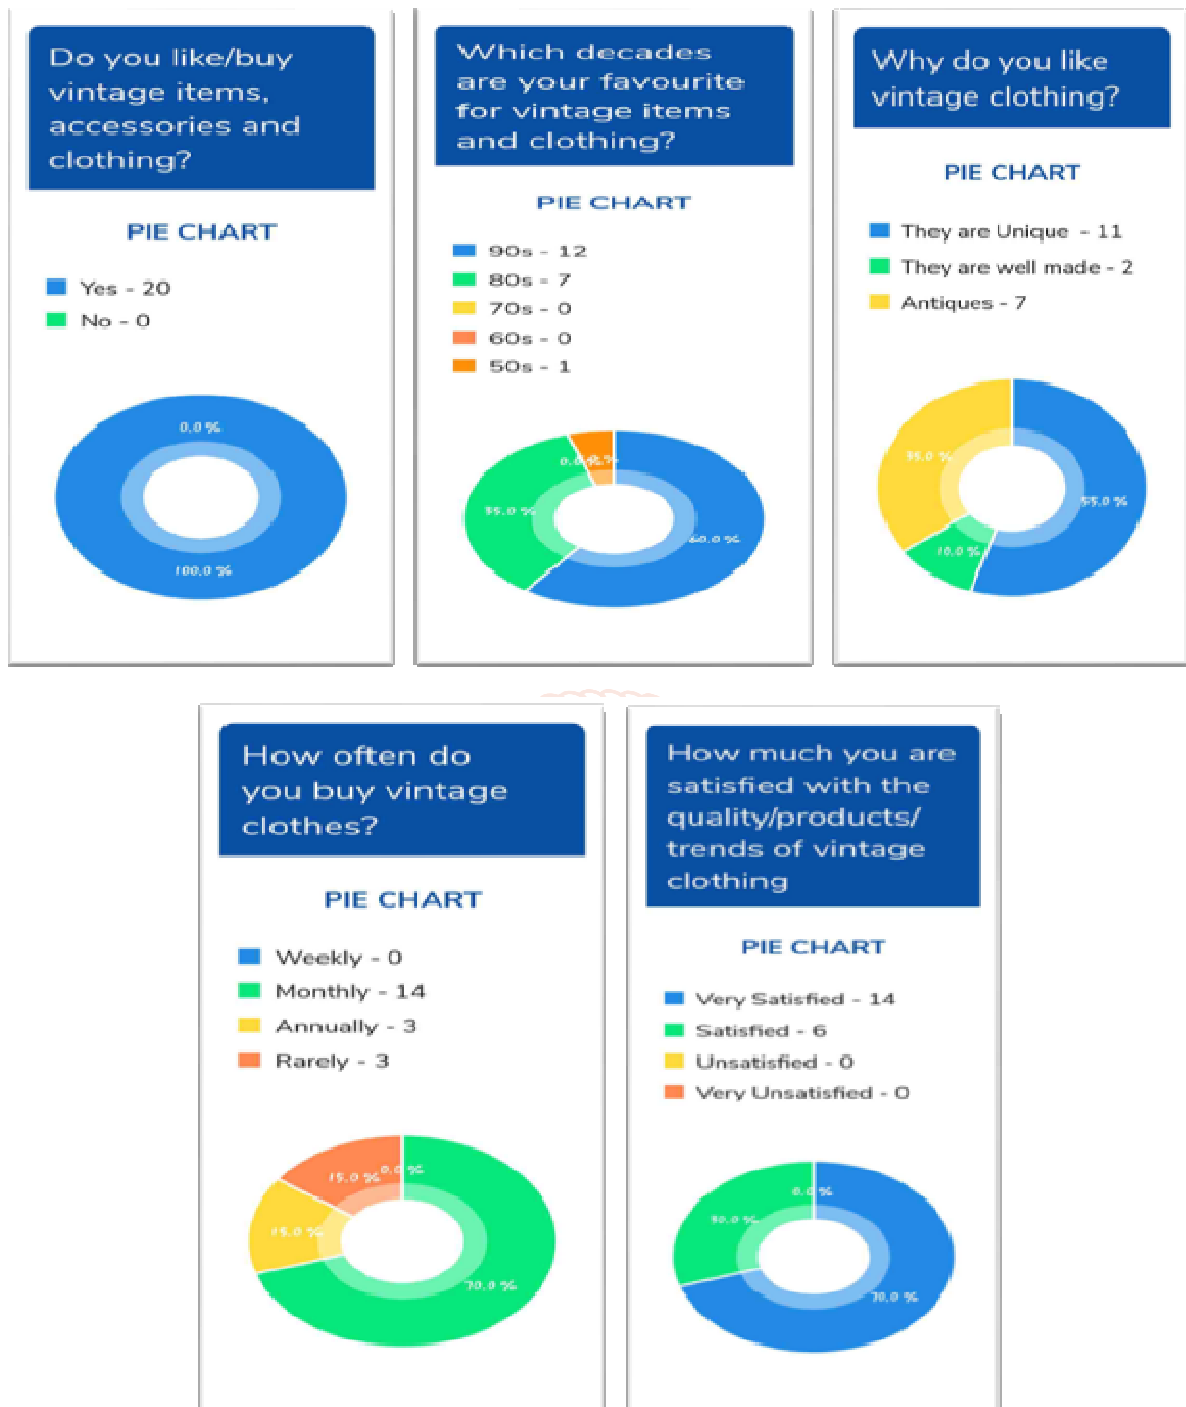 Do you like/buy
vintage items,
accessories and
clothing?
PIE CHART
Yes - 20
No - 0
0.0 %
100.0 %
Which decades
are your favourite
for vintage items
and clothing?
PIE CHART
90s - 12
80s - 7
70s - 0
60s - 0
50s - 1
35.0 %
60.0 %
Why do you like
vintage clothing?
PIE CHART
They are Unique - 11
They are well made - 2
Antiques - 7
35.0 %
55.0 %
10.0 %
How often do
you buy vintage
clothes?
PIE CHART
Weekly - 0
Monthly - 14
Annually - 3
Rarely - 3
15.0 %
0.0 %
15.0 %
70.0 %
How much you are
satisfied with the
quality/products/
trends of vintage
clothing
PIE CHART
Very Satisfied - 14
Satisfied - 6
Unsatisfied - 0
Very Unsatisfied - 0
0.0 %
30.0 %
70.0 %